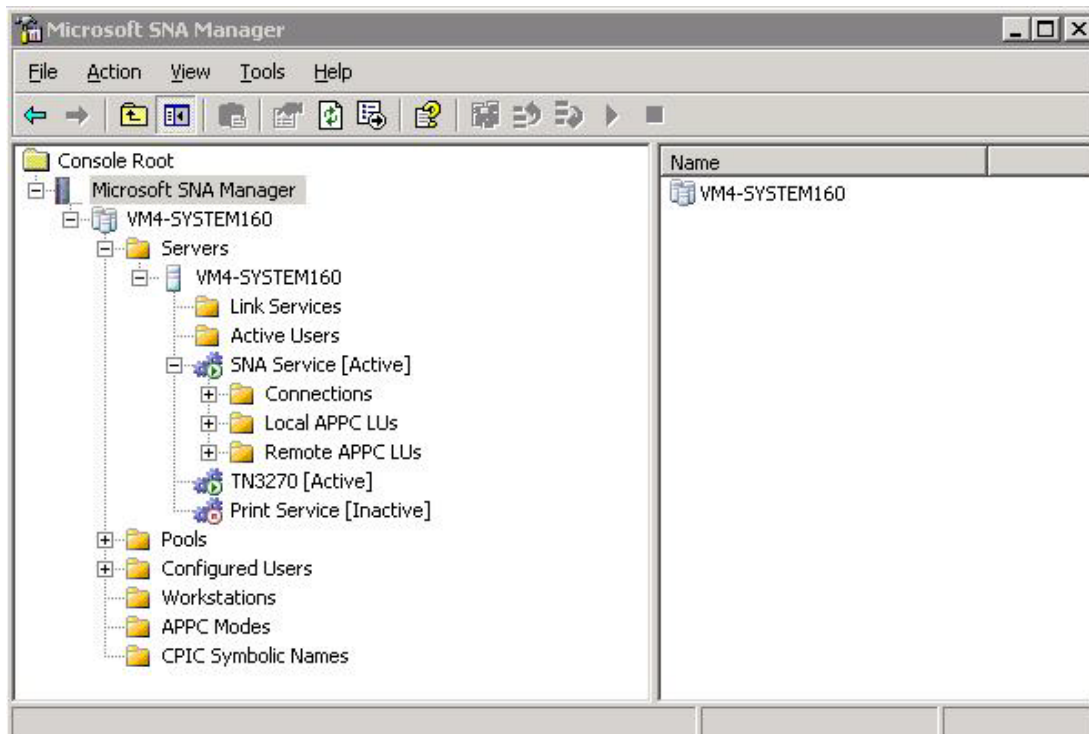 Microsoft SNA Manager
File Action View Tools Help
Console Root
Microsoft SNA Manager
VM4-SYSTEM160
Servers
VM4-SYSTEM160
Link Services
Active Users
SNA Service [Active]
Connections
Local APPC LUs
Remote APPC LUs
TN3270 [Active]
Print Service [Inactive]
Pools
Configured Users
Workstations
APPC Modes
CPIC Symbolic Names
Name
VM4-SYSTEM160